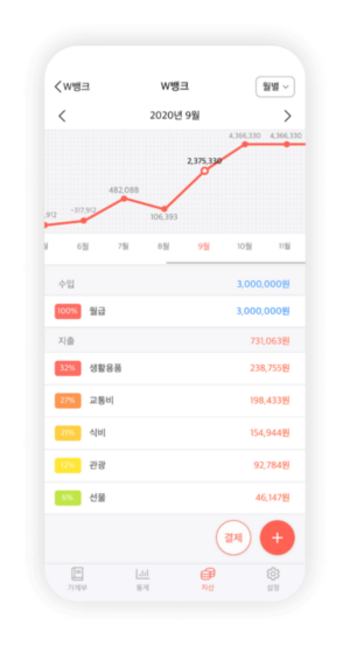 W뱅크
W뱅크
월별
2020년 9월
4,366,330 4,366,330
2,375,330
482,088
-317,912
,912
106,393
월 6월 7월 8월 9월 10월 11월
수입 3,000,000원
100% 월급 3,000,000원
지출 731,063원
32% 생활용품 238,755원
27% 교통비 198,433원
21% 식비 154,944원
12% 관광 92,784원
6% 선물 46,147원
결제 +
가계부 통계 자산 설정